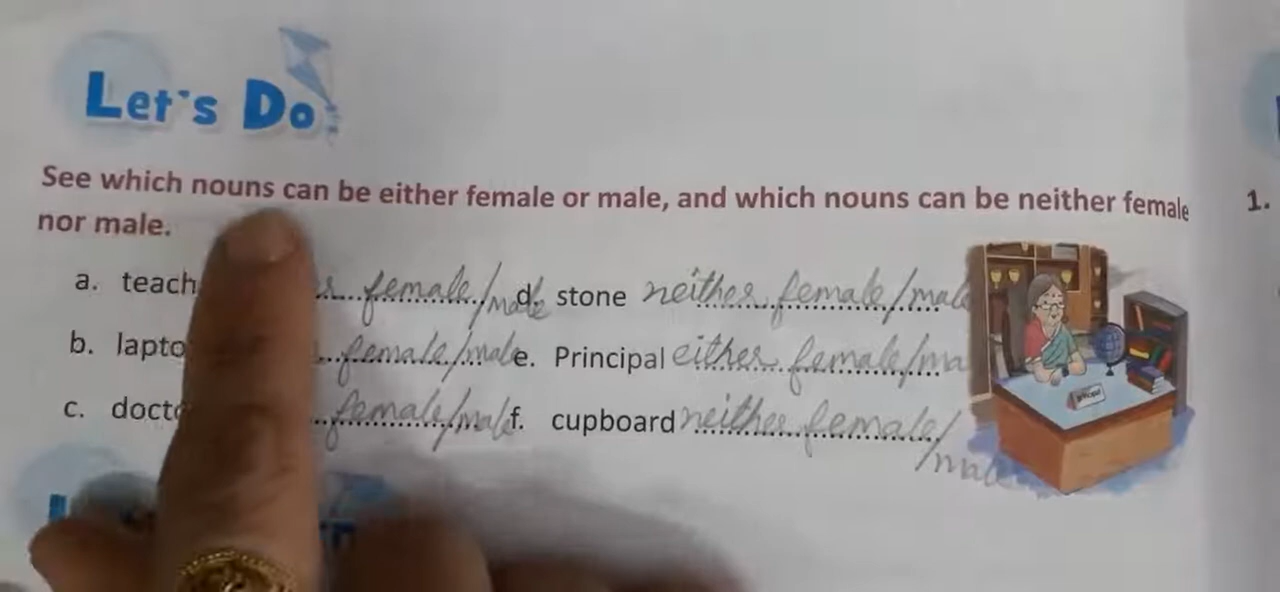 Let's Do
See which nouns can be either female or male, and which nouns can be neither female
nor male.
a. teach female/male d. stone neither female/male
b. lapto female/male e. Principal either female/ma
c. docto female/mal f. cupboard neither female/
male
1.
principal